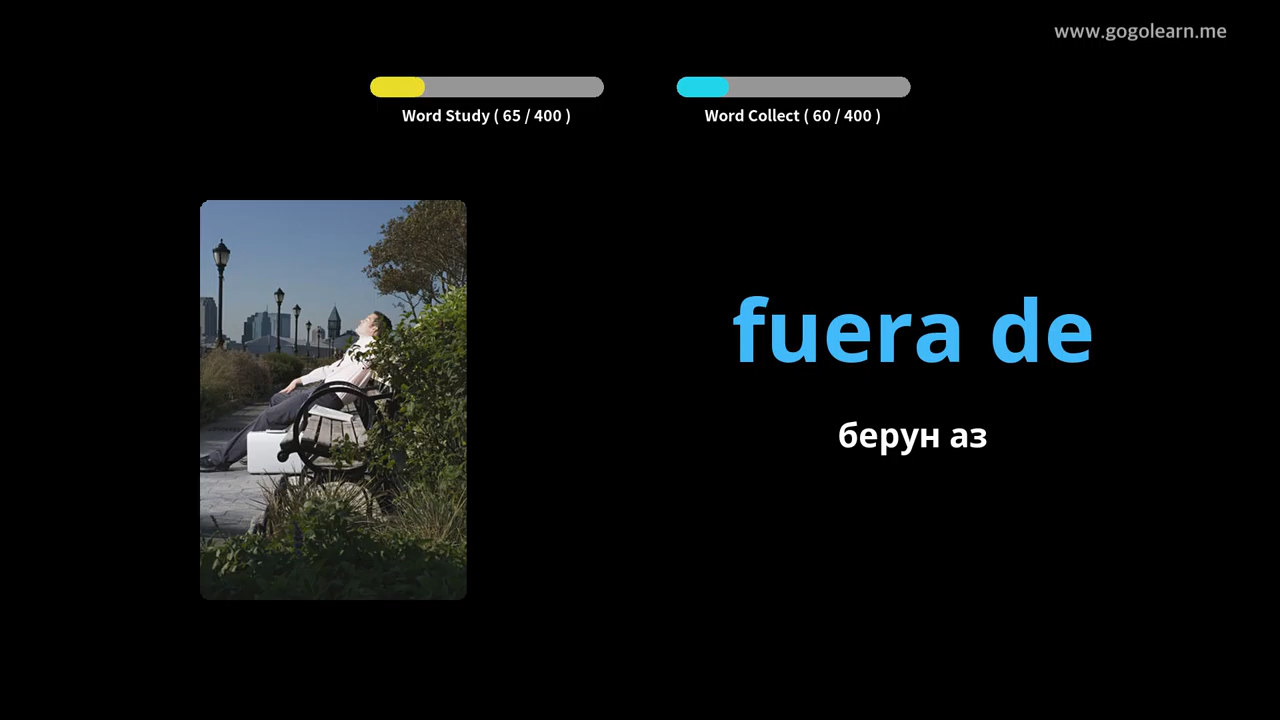 www.gogolearn.me
Word Study ( 65 / 400 )
Word Collect ( 60 / 400 )
fuera de
берун аз